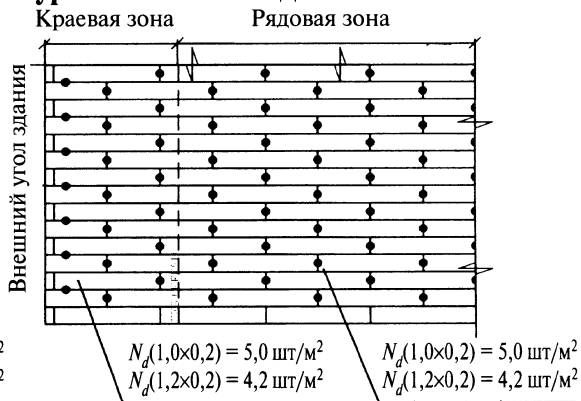 Краевая зона
Рядовая зона
Внешний угол здания
N_d(1,0×0,2) = 5,0 шт/м²
N_d(1,2×0,2) = 4,2 шт/м²
N_d(1,0×0,2) = 5,0 шт/м²
N_d(1,2×0,2) = 4,2 шт/м²